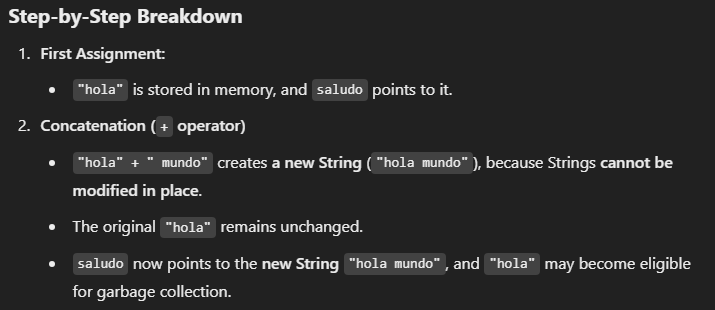 Step-by-Step Breakdown
1. First Assignment:
• "hola" is stored in memory, and saludo points to it.
2. Concatenation ( + operator)
• "hola" + " mundo" creates a new String ( "hola mundo" ), because Strings cannot be
modified in place.
• The original "hola" remains unchanged.
• saludo now points to the new String "hola mundo" , and "hola" may become eligible
for garbage collection.